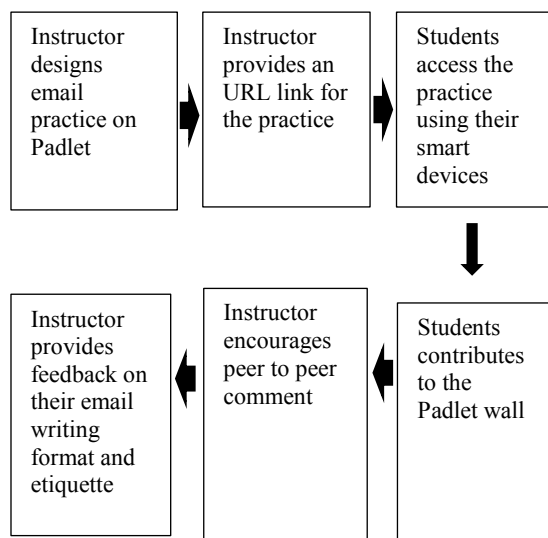 Instructor
designs
email
practice on
Padlet
Instructor
provides an
URL link for
the practice
Students
access the
practice
using their
smart
devices
Students
contributes
to the
Padlet wall
Instructor
encourages
peer to peer
comment
Instructor
provides
feedback on
their email
writing
format and
etiquette